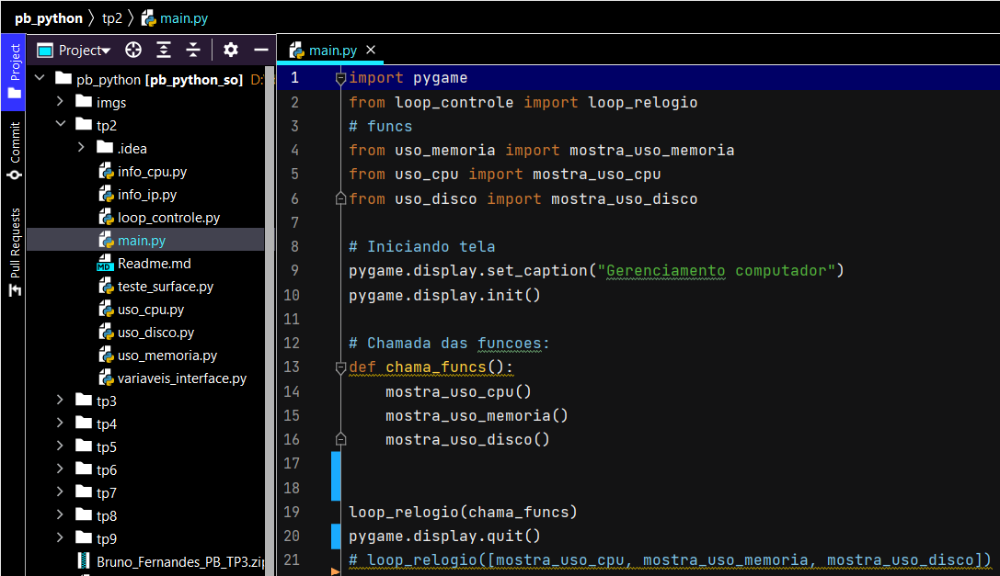 pb_python 〉 tp2 〉 main.py
Project
Commit
Pull Requests
Project
pb_python [pb_python_so] D:
imgs
tp2
.idea
info_cpu.py
info_ip.py
loop_controle.py
main.py
MD Readme.md
teste_surface.py
uso_cpu.py
uso_disco.py
uso_memoria.py
variaveis_interface.py
tp3
tp4
tp5
tp6
tp7
tp8
tp9
Bruno_Fernandes_PB_TP3.zip
main.py ×
1 import pygame
2 from loop_controle import loop_relogio
3 # funcs
4 from uso_memoria import mostra_uso_memoria
5 from uso_cpu import mostra_uso_cpu
6 from uso_disco import mostra_uso_disco
7
8 # Iniciando tela
9 pygame.display.set_caption("Gerenciamento computador")
10 pygame.display.init()
11
12 # Chamada das funcoes:
13 def chama_funcs():
14     mostra_uso_cpu()
15     mostra_uso_memoria()
16     mostra_uso_disco()
17
18
19 loop_relogio(chama_funcs)
20 pygame.display.quit()
21 # loop_relogio([mostra_uso_cpu, mostra_uso_memoria, mostra_uso_disco])